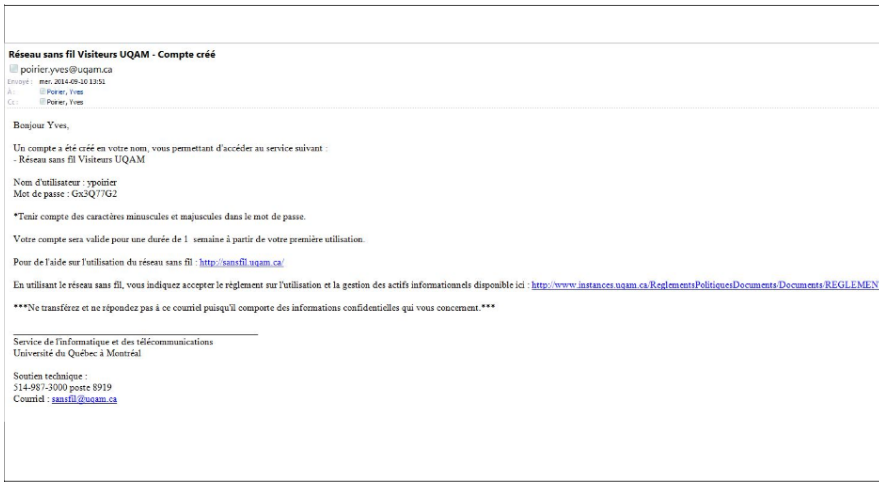 Réseau sans fil Visiteurs UQAM - Compte créé
poirier.yves@uqam.ca
Envoyé : mer. 2014-09-10 13:51
À : Poirier, Yves
Cc : Poirier, Yves
Bonjour Yves,
Un compte a été créé en votre nom, vous permettant d'accéder au service suivant :
- Réseau sans fil Visiteurs UQAM
Nom d'utilisateur : ypoirier
Mot de passe : Gx3Q77G2
*Tenir compte des caractères minuscules et majuscules dans le mot de passe.
Votre compte sera valide pour une durée de 1 semaine à partir de votre première utilisation.
Pour de l'aide sur l'utilisation du réseau sans fil : http://sansfil.uqam.ca/
En utilisant le réseau sans fil, vous indiquez accepter le règlement sur l'utilisation et la gestion des actifs informationnels disponible ici : http://www.instances.uqam.ca/ReglementsPolitiquesDocuments/Documents/REGLEMEN
***Ne transférez et ne répondez pas à ce courriel puisqu'il comporte des informations confidentielles qui vous concernent.***
Service de l'informatique et des télécommunications
Université du Québec à Montréal
Soutien technique :
514-987-3000 poste 8919
Courriel : sansfil@uqam.ca